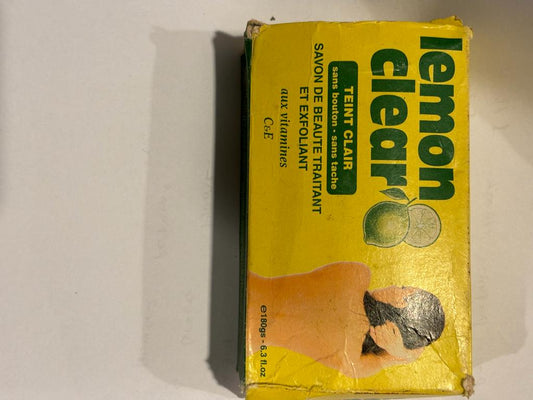 lemon
clear
TEINT CLAIR
sans bouton - sans tache
SAVON DE BEAUTE TRAITANT
ET EXFOLIANT
aux vitamines
C&E
℮180gs - 6.3 fl.oz